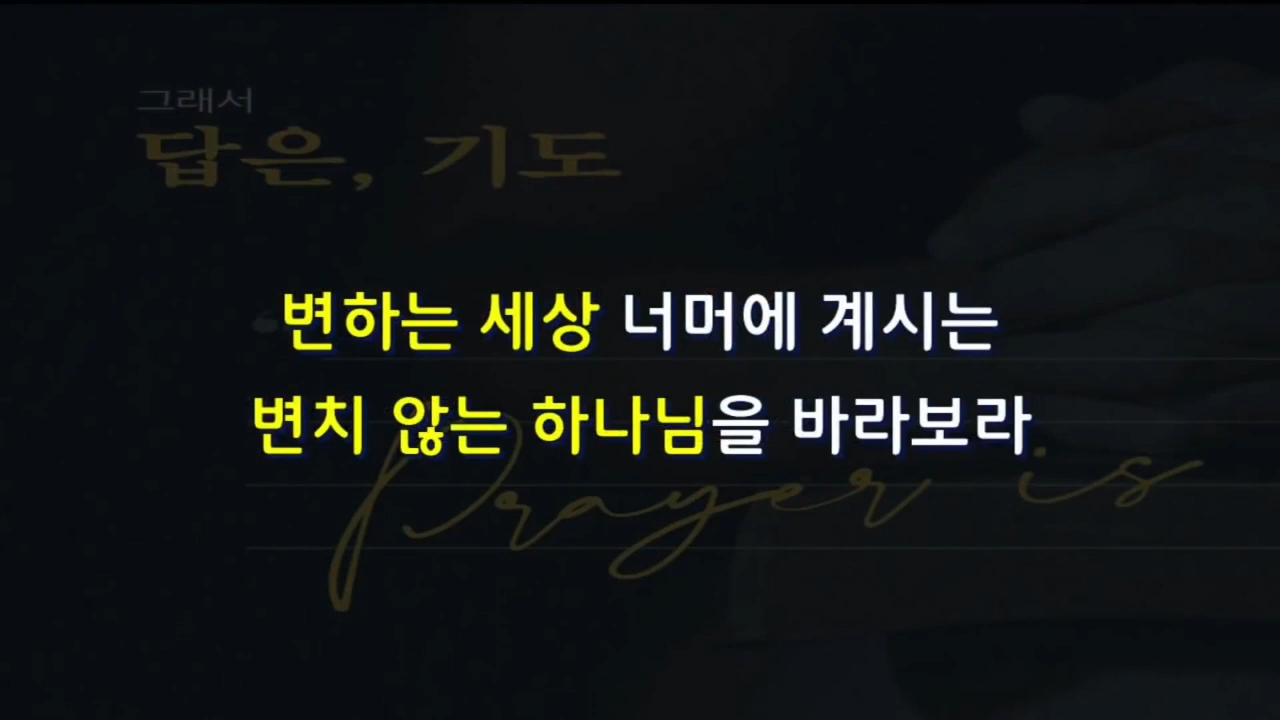 그래서
답은, 기도
변하는 세상 너머에 계시는
변치 않는 하나님을 바라보라
Prayer is